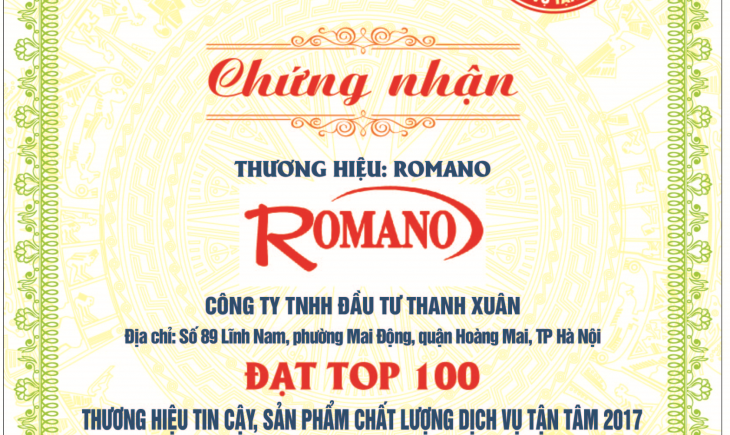 VỤ TẬ
Chứng nhận
THƯƠNG HIỆU: ROMANO
ROMANO
CÔNG TY TNHH ĐẦU TƯ THANH XUÂN
Địa chỉ: Số 89 Lĩnh Nam, phường Mai Động, quận Hoàng Mai, TP Hà Nội
ĐẠT TOP 100
THƯƠNG HIỆU TIN CẬY, SẢN PHẨM CHẤT LƯỢNG DỊCH VỤ TẬN TÂM 2017